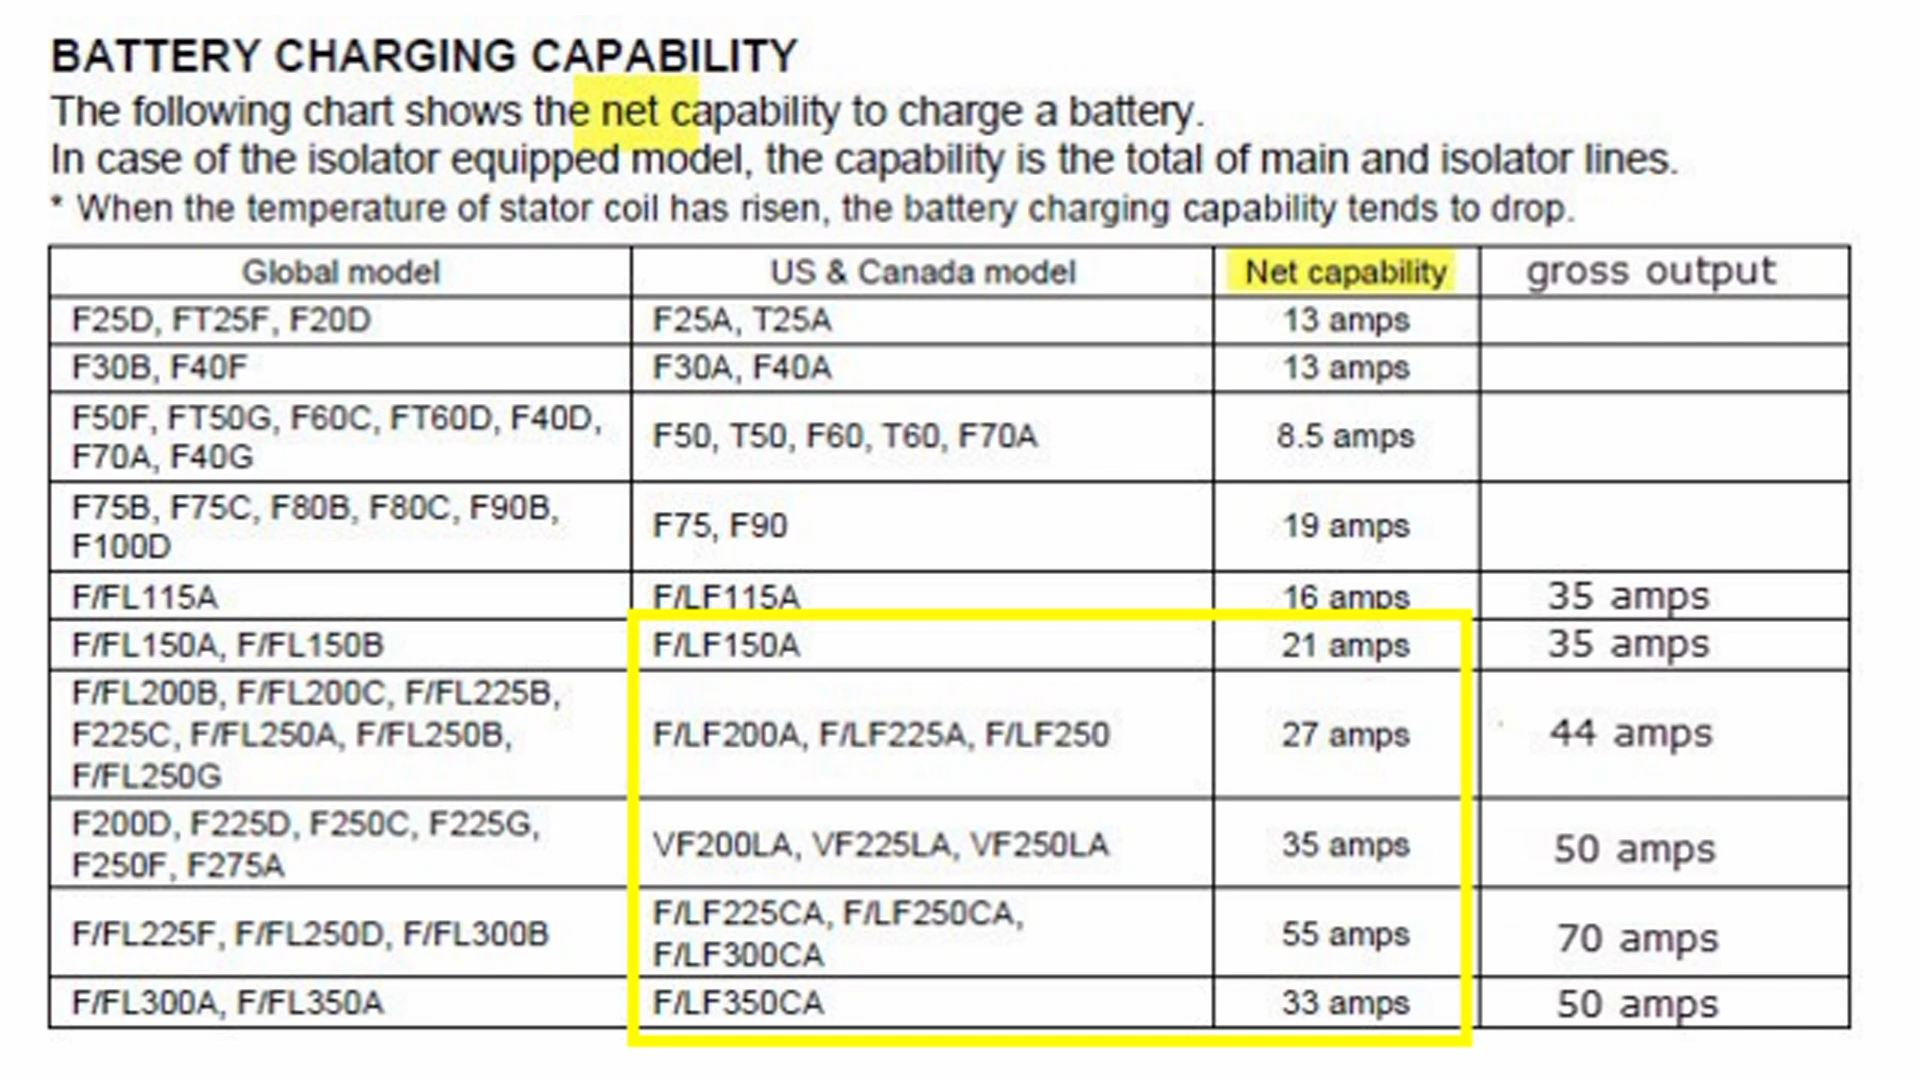 BATTERY CHARGING CAPABILITY
The following chart shows the net capability to charge a battery.
In case of the isolator equipped model, the capability is the total of main and isolator lines.
* When the temperature of stator coil has risen, the battery charging capability tends to drop.
Global model US & Canada model Net capability gross output
F25D, FT25F, F20D F25A, T25A 13 amps
F30B, F40F F30A, F40A 13 amps
F50F, FT50G, F60C, FT60D, F40D,
F70A, F40G
F50, T50, F60, T60, F70A 8.5 amps
F75B, F75C, F80B, F80C, F90B,
F100D
F75, F90 19 amps
F/FL115A F/LF115A 16 amps 35 amps
F/FL150A, F/FL150B F/LF150A 21 amps 35 amps
F/FL200B, F/FL200C, F/FL225B,
F225C, F/FL250A, F/FL250B,
F/FL250G
F/LF200A, F/LF225A, F/LF250 27 amps 44 amps
F200D, F225D, F250C, F225G,
F250F, F275A
VF200LA, VF225LA, VF250LA 35 amps 50 amps
F/FL225F, F/FL250D, F/FL300B
F/LF225CA, F/LF250CA,
F/LF300CA
55 amps 70 amps
F/FL300A, F/FL350A F/LF350CA 33 amps 50 amps